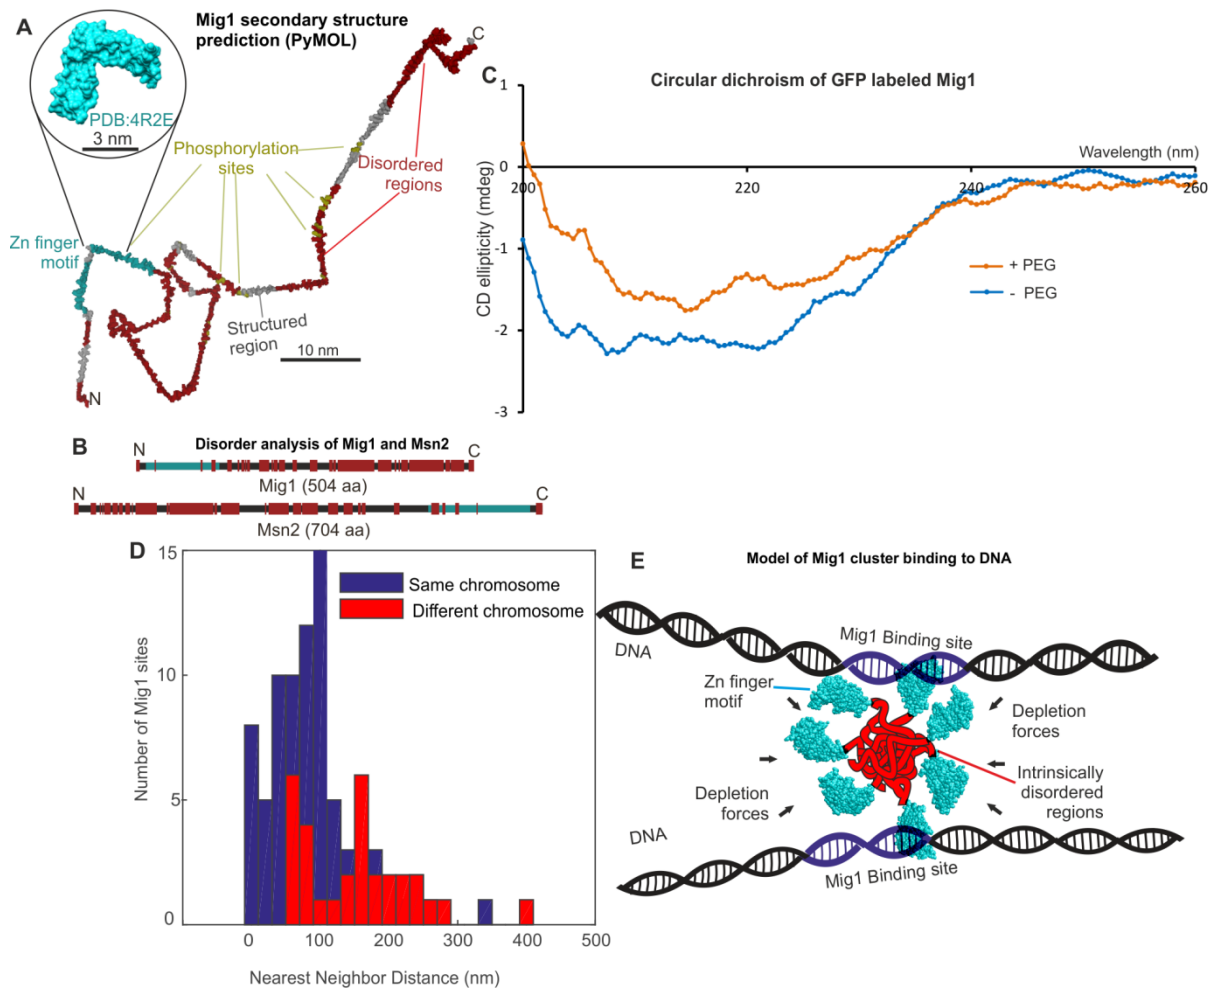 A
Mig1 secondary structure
prediction (PyMOL)
C
PDB:4R2E
3 nm
Phosphorylation
sites
Disordered
regions
Zn finger
motif
Structured
region
10 nm
N
C
Circular dichroism of GFP labeled Mig1
1
0
-1
-2
-3
CD ellipticity (mdeg)
Wavelength (nm)
200
220
240
260
+ PEG
- PEG
B
Disorder analysis of Mig1 and Msn2
N
C
Mig1 (504 aa)
N
C
Msn2 (704 aa)
D
15
10
5
0
Number of Mig1 sites
Same chromosome
Different chromosome
0
100
200
300
400
500
Nearest Neighbor Distance (nm)
E
Model of Mig1 cluster binding to DNA
DNA
Mig1 Binding site
Zn finger
motif
Depletion
forces
Depletion
forces
Intrinsically
disordered
regions
DNA
Mig1 Binding site